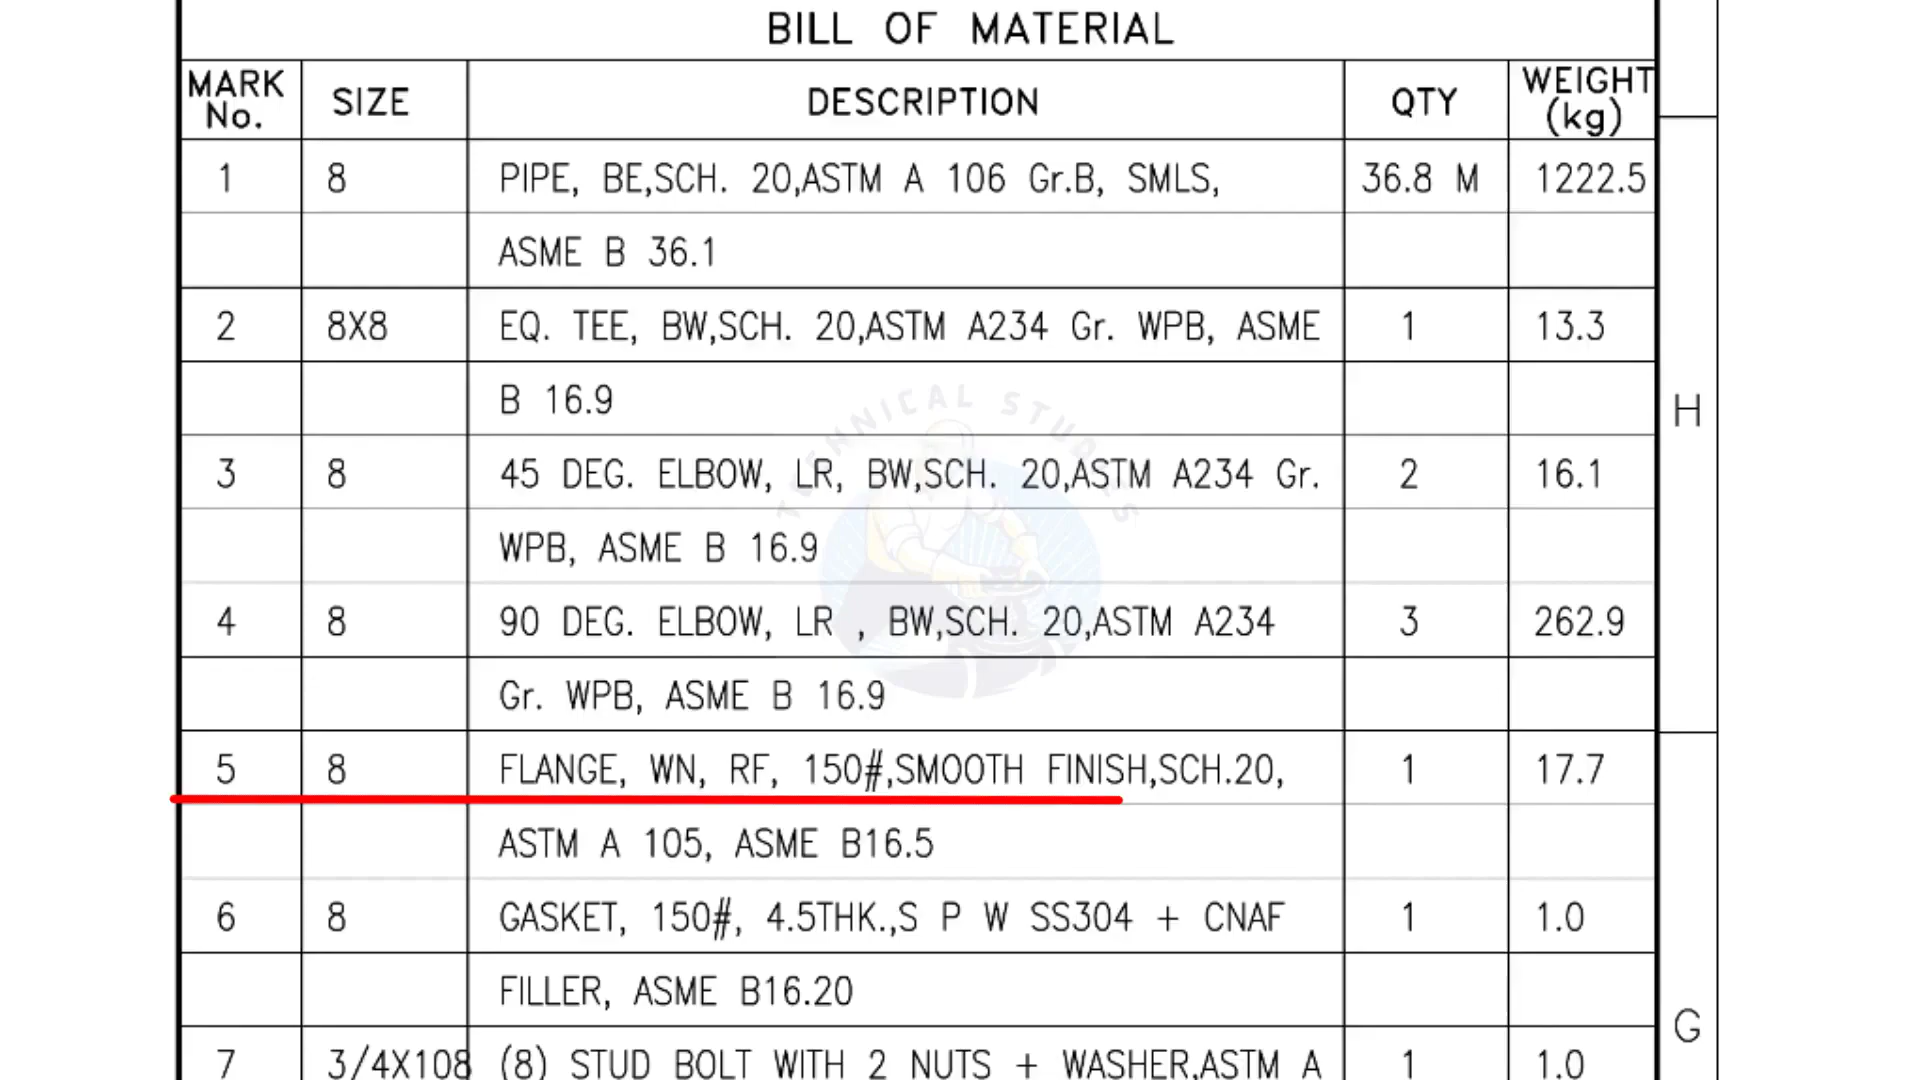 BILL OF MATERIAL
MARK No. SIZE DESCRIPTION QTY WEIGHT (kg)
1 8 PIPE, BE,SCH. 20,ASTM A 106 Gr.B, SMLS, 36.8 M 1222.5
ASME B 36.1
2 8X8 EQ. TEE, BW,SCH. 20,ASTM A234 Gr. WPB, ASME 1 13.3
B 16.9
TECHNICAL STUDIES
H
3 8 45 DEG. ELBOW, LR, BW,SCH. 20,ASTM A234 Gr. 2 16.1
WPB, ASME B 16.9
4 8 90 DEG. ELBOW, LR , BW,SCH. 20,ASTM A234 3 262.9
Gr. WPB, ASME B 16.9
5 8 FLANGE, WN, RF, 150#,SMOOTH FINISH,SCH.20, 1 17.7
ASTM A 105, ASME B16.5
6 8 GASKET, 150#, 4.5THK.,S P W SS304 + CNAF 1 1.0
FILLER, ASME B16.20
G
7 3/4X108 (8) STUD BOLT WITH 2 NUTS + WASHER,ASTM A 1 1.0